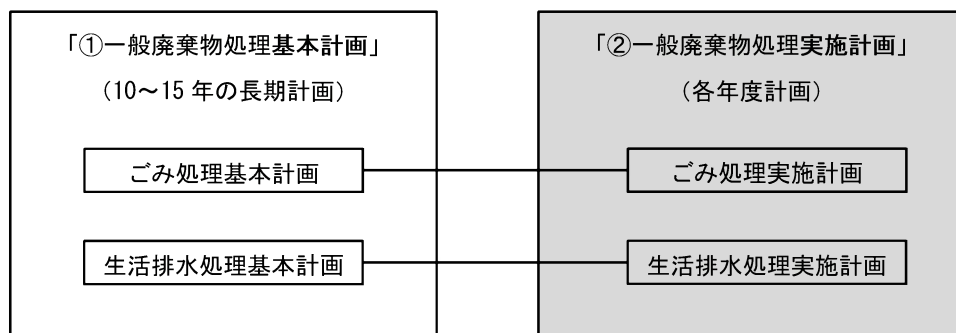 「①一般廃棄物処理基本計画」
（10～15 年の長期計画）
ごみ処理基本計画
生活排水処理基本計画
「②一般廃棄物処理実施計画」
（各年度計画）
ごみ処理実施計画
生活排水処理実施計画